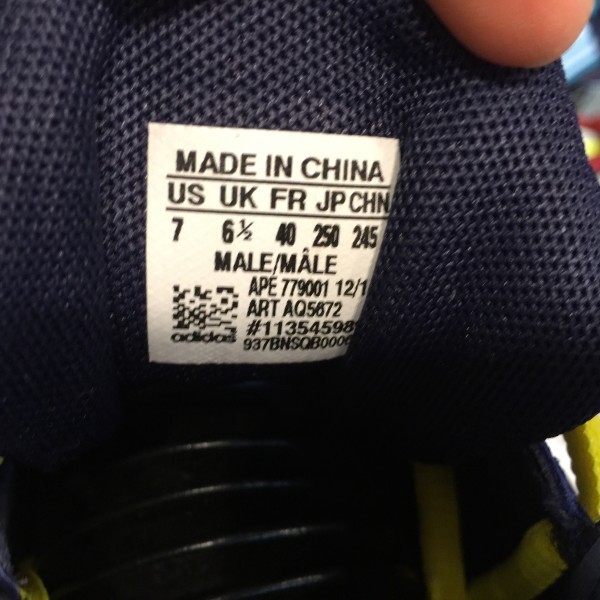 MADE IN CHINA
US UK FR JP CHN
7 6½ 40 250 245
MALE/MÂLE
APE 779001 12/1
ART AQ5672
#11354598
adidas 937BNSQB000